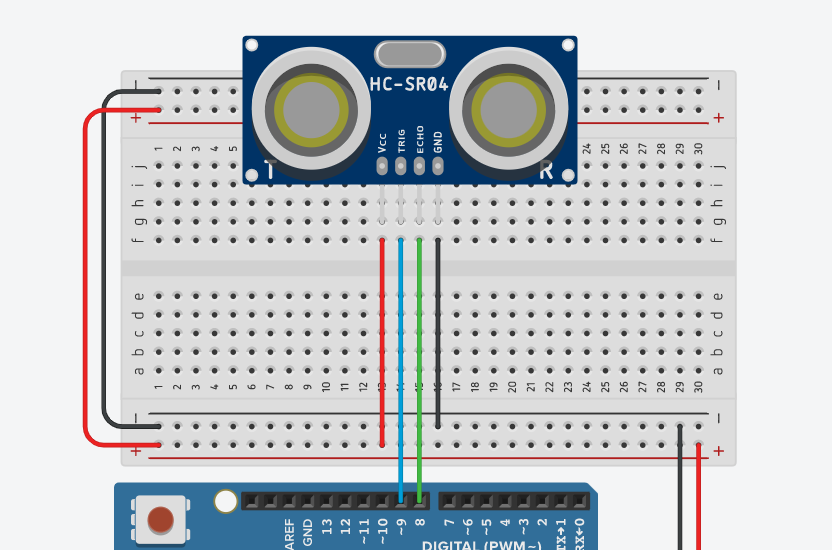 HC-SR04
Vcc TRIG ECHO GND
T R
− −
+ +
1 2 3 4 5 24 25 26 27 28 29 30
j j
i i
h h
g g
f f
e e
d d
c c
b b
a a
1 2 3 4 5 6 7 8 9 10 11 12 13 14 15 16 17 18 19 20 21 22 23 24 25 26 27 28 29 30
− −
+ +
AREF GND 13 12 ~11 ~10 ~9 8 7 ~6 ~5 4 ~3 2 TX→1 RX←0
DIGITAL (PWM~)